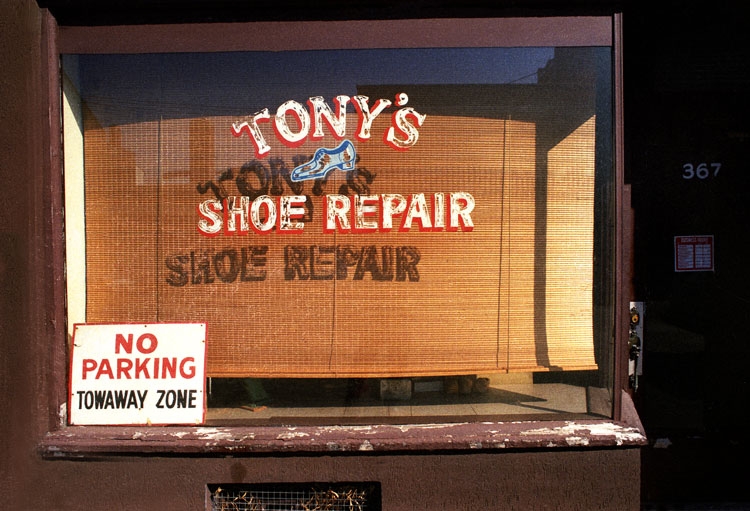 TONY'S
SHOE REPAIR
TONY'S
SHOE REPAIR
367
NO
PARKING
TOWAWAY ZONE